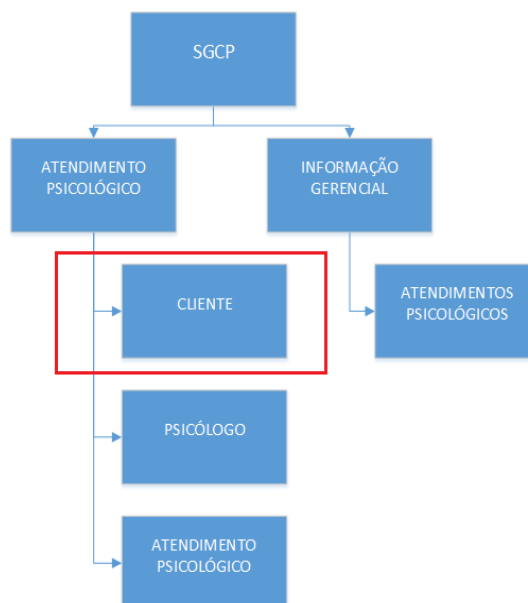 SGCP
ATENDIMENTO
PSICOLÓGICO
INFORMAÇÃO
GERENCIAL
CLIENTE
ATENDIMENTOS
PSICOLÓGICOS
PSICÓLOGO
ATENDIMENTO
PSICOLÓGICO